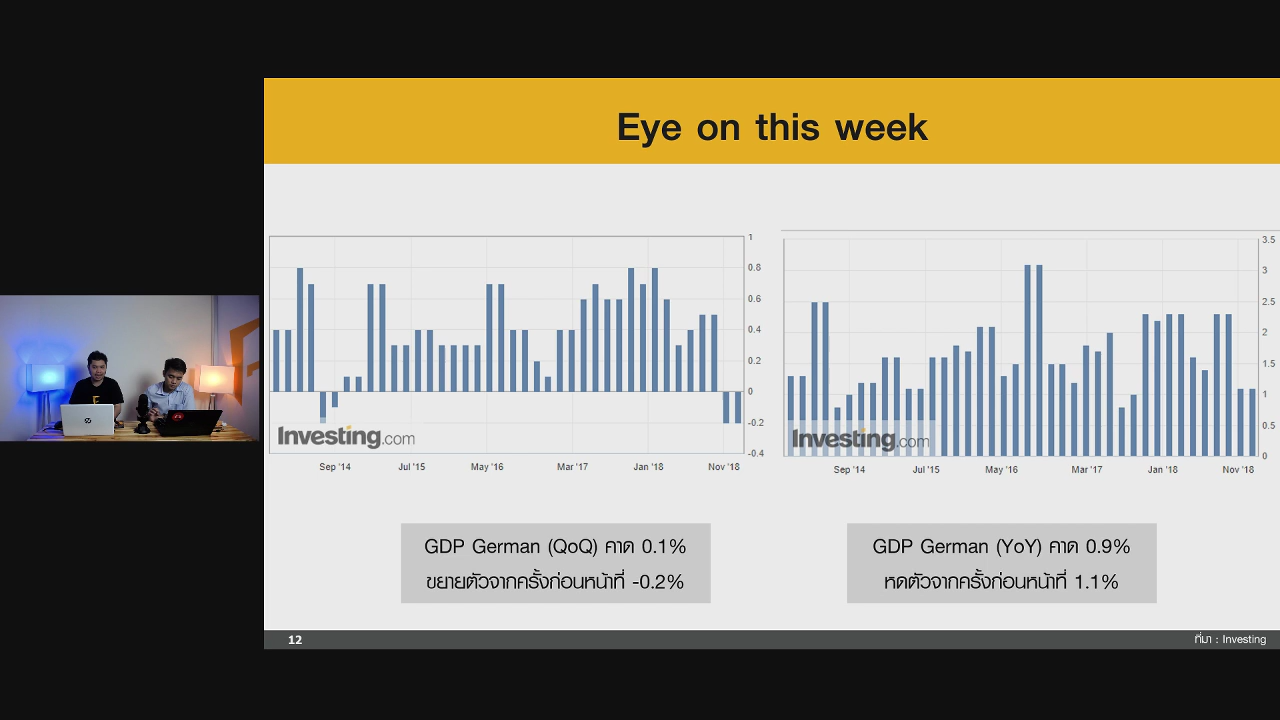 Eye on this week
1
0.8
0.6
0.4
0.2
0
-0.2
-0.4
Sep '14 Jul '15 May '16 Mar '17 Jan '18 Nov '18
Investing.com
3.5
3
2.5
2
1.5
1
0.5
0
Sep '14 Jul '15 May '16 Mar '17 Jan '18 Nov '18
Investing.com
GDP German (QoQ) คาด 0.1%
ขยายตัวจากครั้งก่อนหน้าที่ -0.2%
GDP German (YoY) คาด 0.9%
หดตัวจากครั้งก่อนหน้าที่ 1.1%
12
ที่มา : Investing